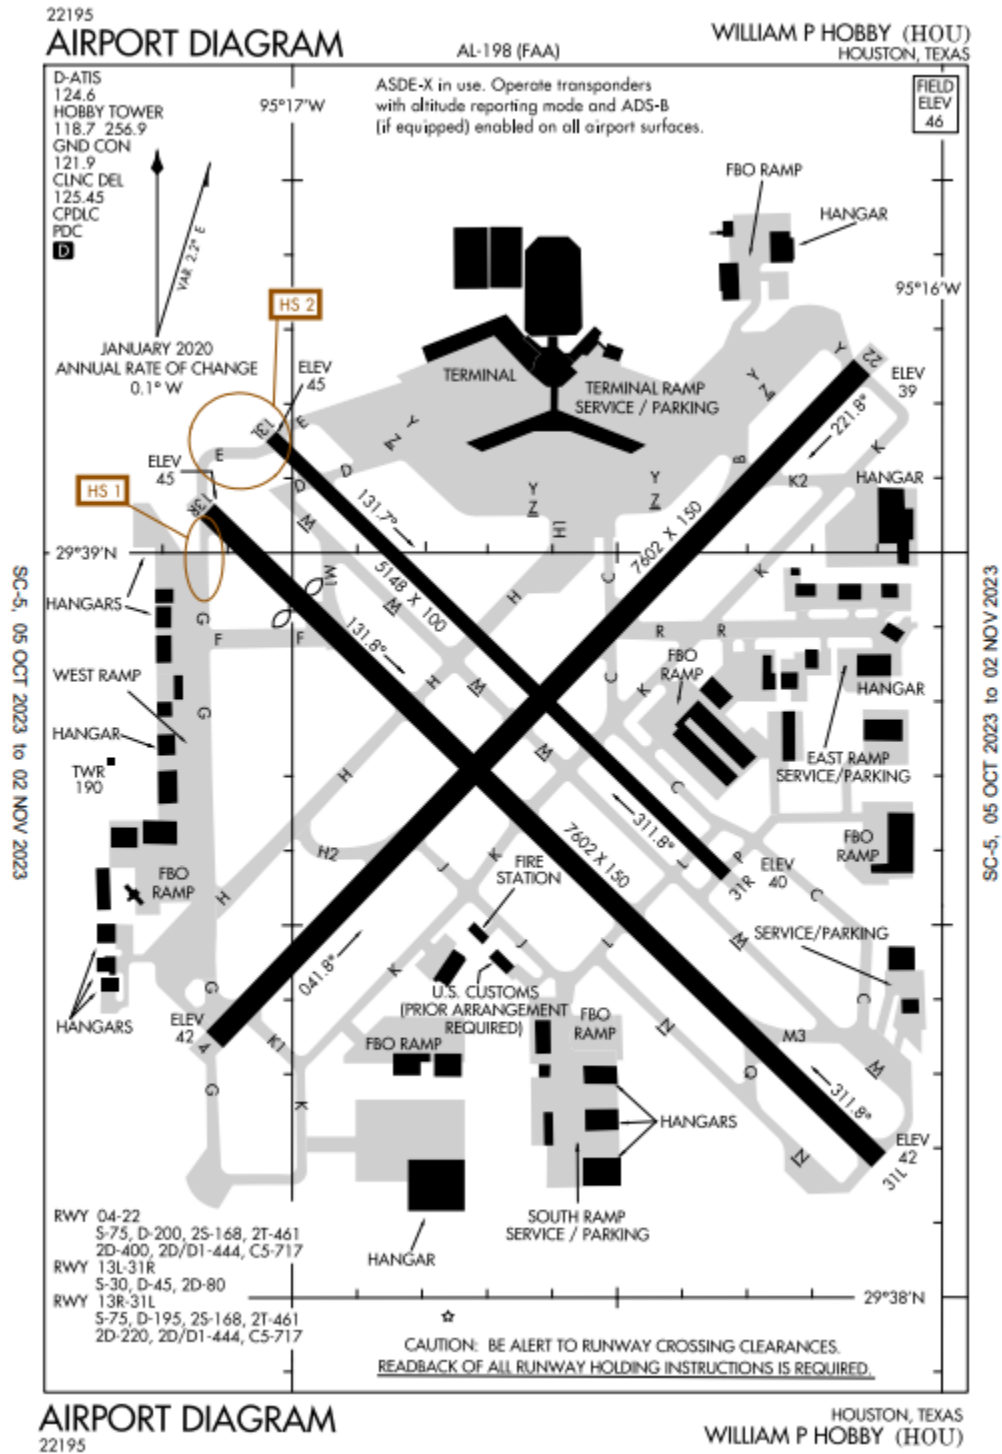 22195
AIRPORT DIAGRAM
AL-198 (FAA)
WILLIAM P HOBBY (HOU)
HOUSTON, TEXAS
D-ATIS
124.6
HOBBY TOWER
118.7 256.9
GND CON
121.9
CLNC DEL
125.45
CPDLC
PDC
D
95°17'W
ASDE-X in use. Operate transponders
with altitude reporting mode and ADS-B
(if equipped) enabled on all airport surfaces.
FIELD
ELEV
46
VAR 2.2° E
JANUARY 2020
ANNUAL RATE OF CHANGE
0.1° W
HS 2
FBO RAMP
HANGAR
95°16'W
ELEV
45
TERMINAL
TERMINAL RAMP
SERVICE / PARKING
Y
22
ELEV
39
Y
Z
221.8°
13L
E
Y
Z
E
D
D
B
K
K2
HANGAR
ELEV
45
HS 1
13R
W
131.7°
Y
Z
Y
Z
IH
7602 X 150
29°39'N
M1
5148 X 100
W
H
C
K
HANGARS
G
F
F
131.8°
R
R
FBO
RAMP
WEST RAMP
H
W
C
K
HANGAR
G
HANGAR
TWR
190
H
W
C
EAST RAMP
SERVICE/PARKING
311.8°
7602 X 150
H2
J
K
L
P
31R
ELEV
40
FBO
RAMP
FIRE
STATION
FBO
RAMP
H
C
W
SERVICE/PARKING
J
L
K
041.8°
G
U.S. CUSTOMS
(PRIOR ARRANGEMENT
REQUIRED)
C
HANGARS
ELEV
42
4
K1
FBO RAMP
FBO
RAMP
N
M3
W
G
K
Q
311.8°
HANGARS
N
ELEV
42
31L
SOUTH RAMP
SERVICE / PARKING
HANGAR
RWY 04-22
S-75, D-200, 2S-168, 2T-461
2D-400, 2D/D1-444, C5-717
RWY 13L-31R
S-30, D-45, 2D-80
RWY 13R-31L
S-75, D-195, 2S-168, 2T-461
2D-220, 2D/D1-444, C5-717
29°38'N
CAUTION: BE ALERT TO RUNWAY CROSSING CLEARANCES.
READBACK OF ALL RUNWAY HOLDING INSTRUCTIONS IS REQUIRED.
SC-5, 05 OCT 2023 to 02 NOV 2023
SC-5, 05 OCT 2023 to 02 NOV 2023
AIRPORT DIAGRAM
22195
HOUSTON, TEXAS
WILLIAM P HOBBY (HOU)